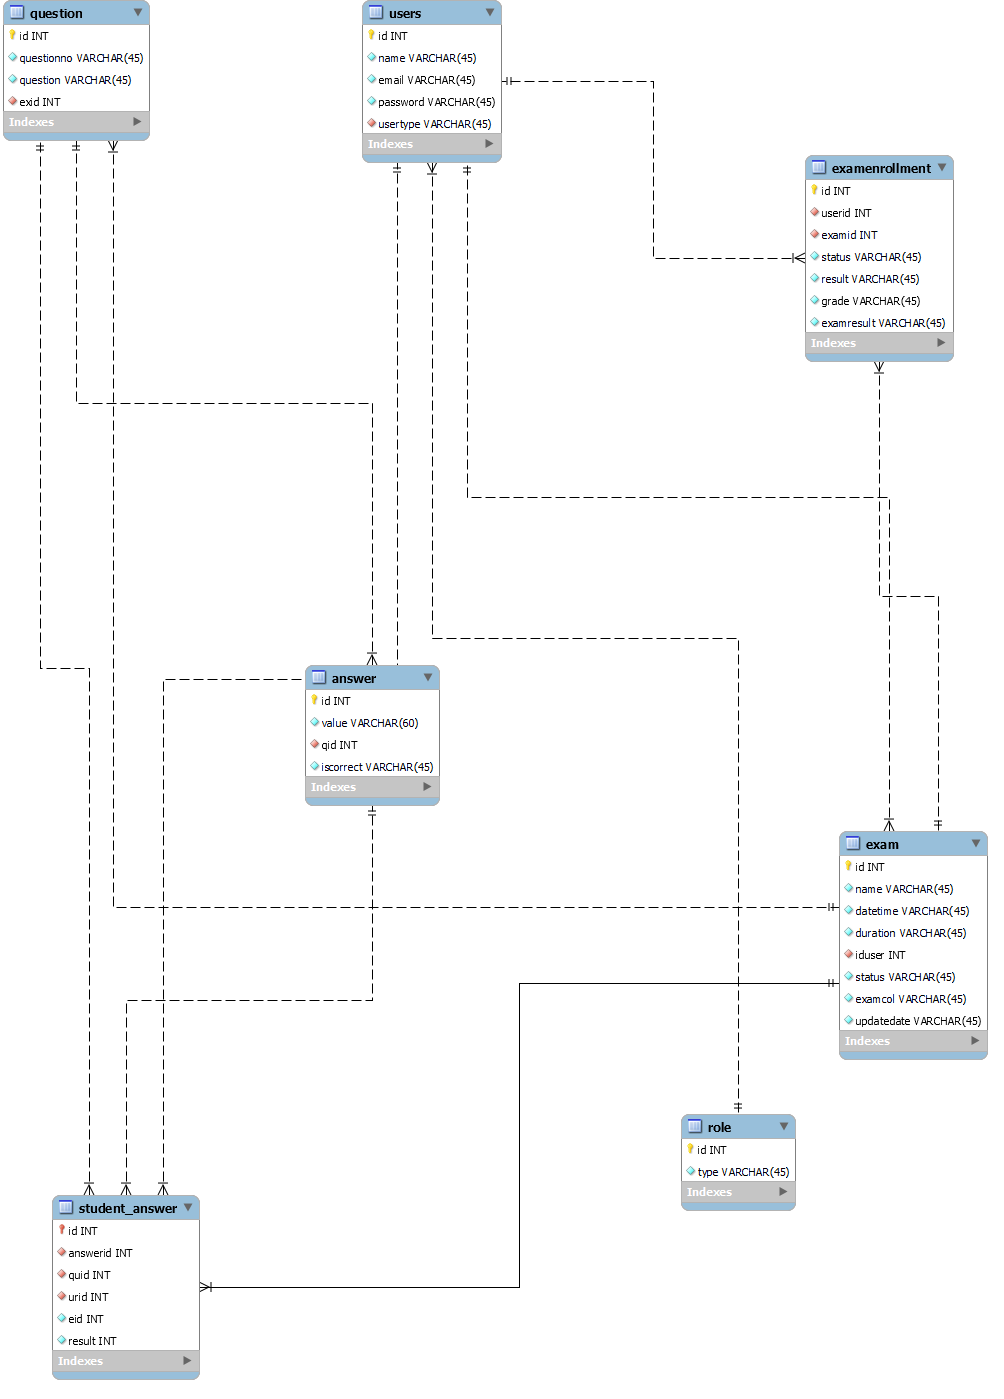 question
id INT
questionno VARCHAR(45)
question VARCHAR(45)
exid INT
Indexes
users
id INT
name VARCHAR(45)
email VARCHAR(45)
password VARCHAR(45)
usertype VARCHAR(45)
Indexes
examenrollment
id INT
userid INT
examid INT
status VARCHAR(45)
result VARCHAR(45)
grade VARCHAR(45)
examresult VARCHAR(45)
Indexes
answer
id INT
value VARCHAR(60)
qid INT
iscorrect VARCHAR(45)
Indexes
exam
id INT
name VARCHAR(45)
datetime VARCHAR(45)
duration VARCHAR(45)
iduser INT
status VARCHAR(45)
examcol VARCHAR(45)
updatedate VARCHAR(45)
Indexes
role
id INT
type VARCHAR(45)
Indexes
student_answer
id INT
answerid INT
quid INT
urid INT
eid INT
result INT
Indexes